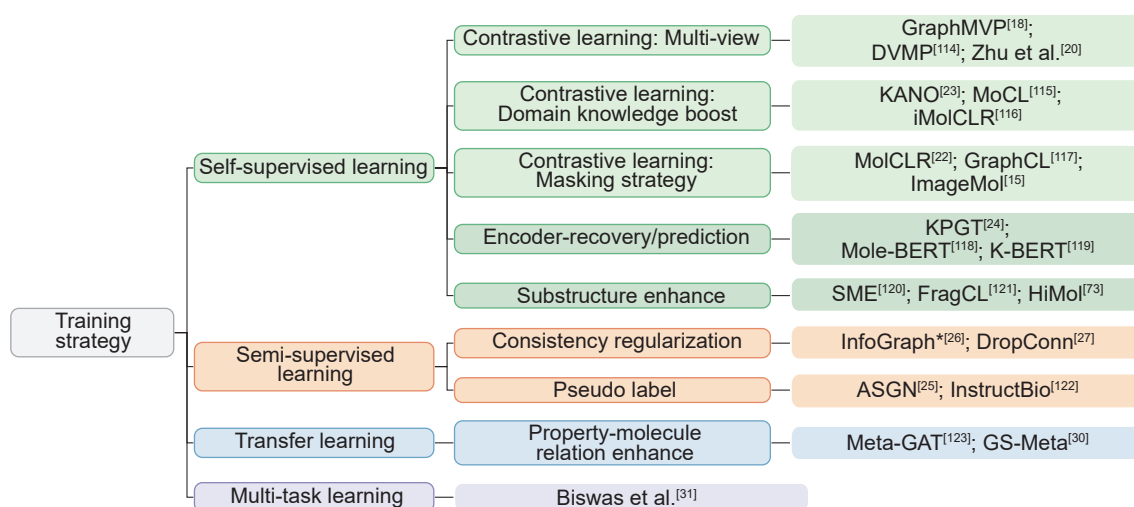 Training
strategy
Self-supervised learning
Contrastive learning: Multi-view
GraphMVP[18];
DVMP[114]; Zhu et al.[20]
Contrastive learning:
Domain knowledge boost
KANO[23]; MoCL[115];
iMolCLR[116]
Contrastive learning:
Masking strategy
MolCLR[22]; GraphCL[117];
ImageMol[15]
Encoder-recovery/prediction
KPGT[24];
Mole-BERT[118]; K-BERT[119]
Substructure enhance
SME[120]; FragCL[121]; HiMol[73]
Semi-supervised
learning
Consistency regularization
InfoGraph*[26]; DropConn[27]
Pseudo label
ASGN[25]; InstructBio[122]
Transfer learning
Property-molecule
relation enhance
Meta-GAT[123]; GS-Meta[30]
Multi-task learning
Biswas et al.[31]